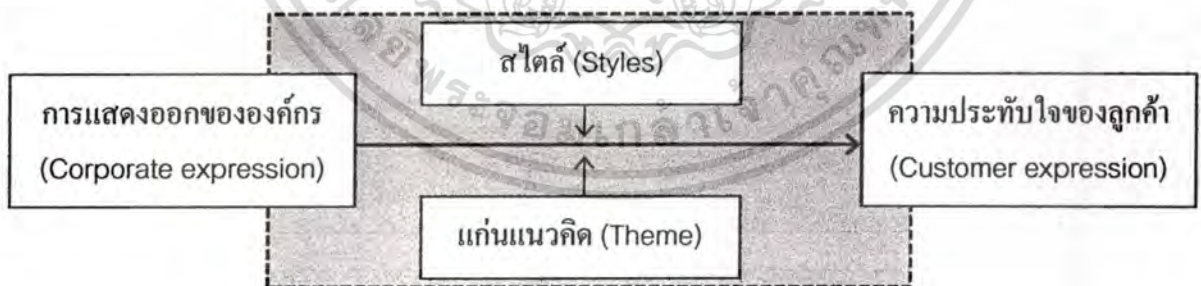 สไตล์ (Styles)
การแสดงออกขององค์กร
(Corporate expression)
ความประทับใจของลูกค้า
(Customer expression)
แก่นแนวคิด (Theme)